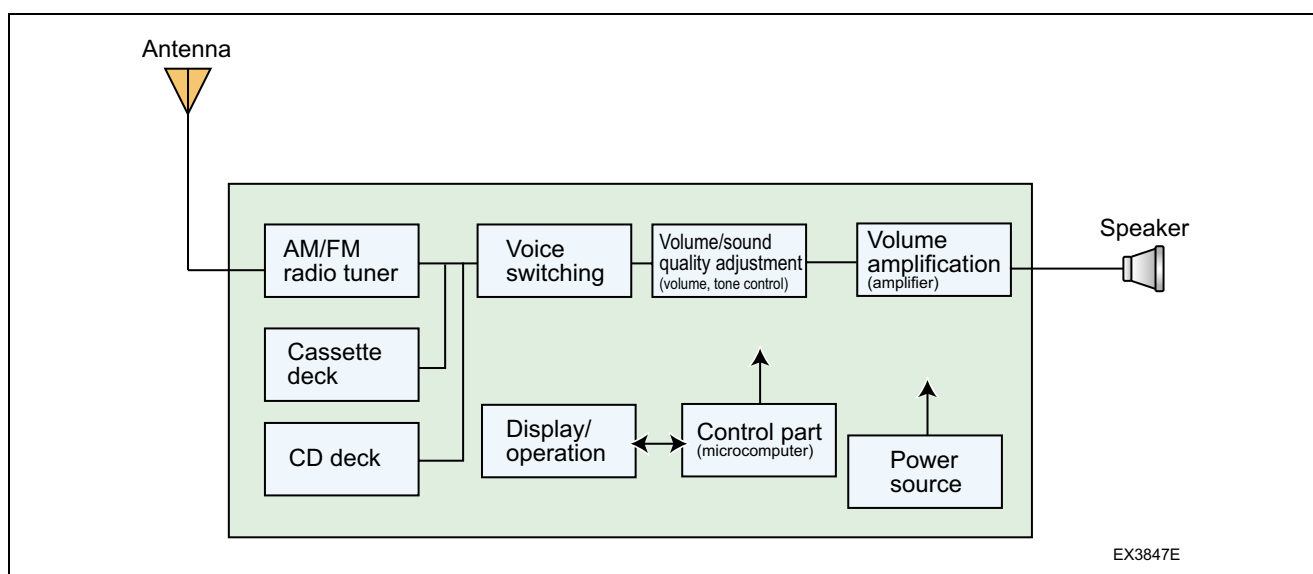 Antenna
AM/FM
radio tuner
Voice
switching
Volume/sound
quality adjustment
(volume, tone control)
Volume
amplification
(amplifier)
Speaker
Cassette
deck
CD deck
Display/
operation
Control part
(microcomputer)
Power
source
EX3847E